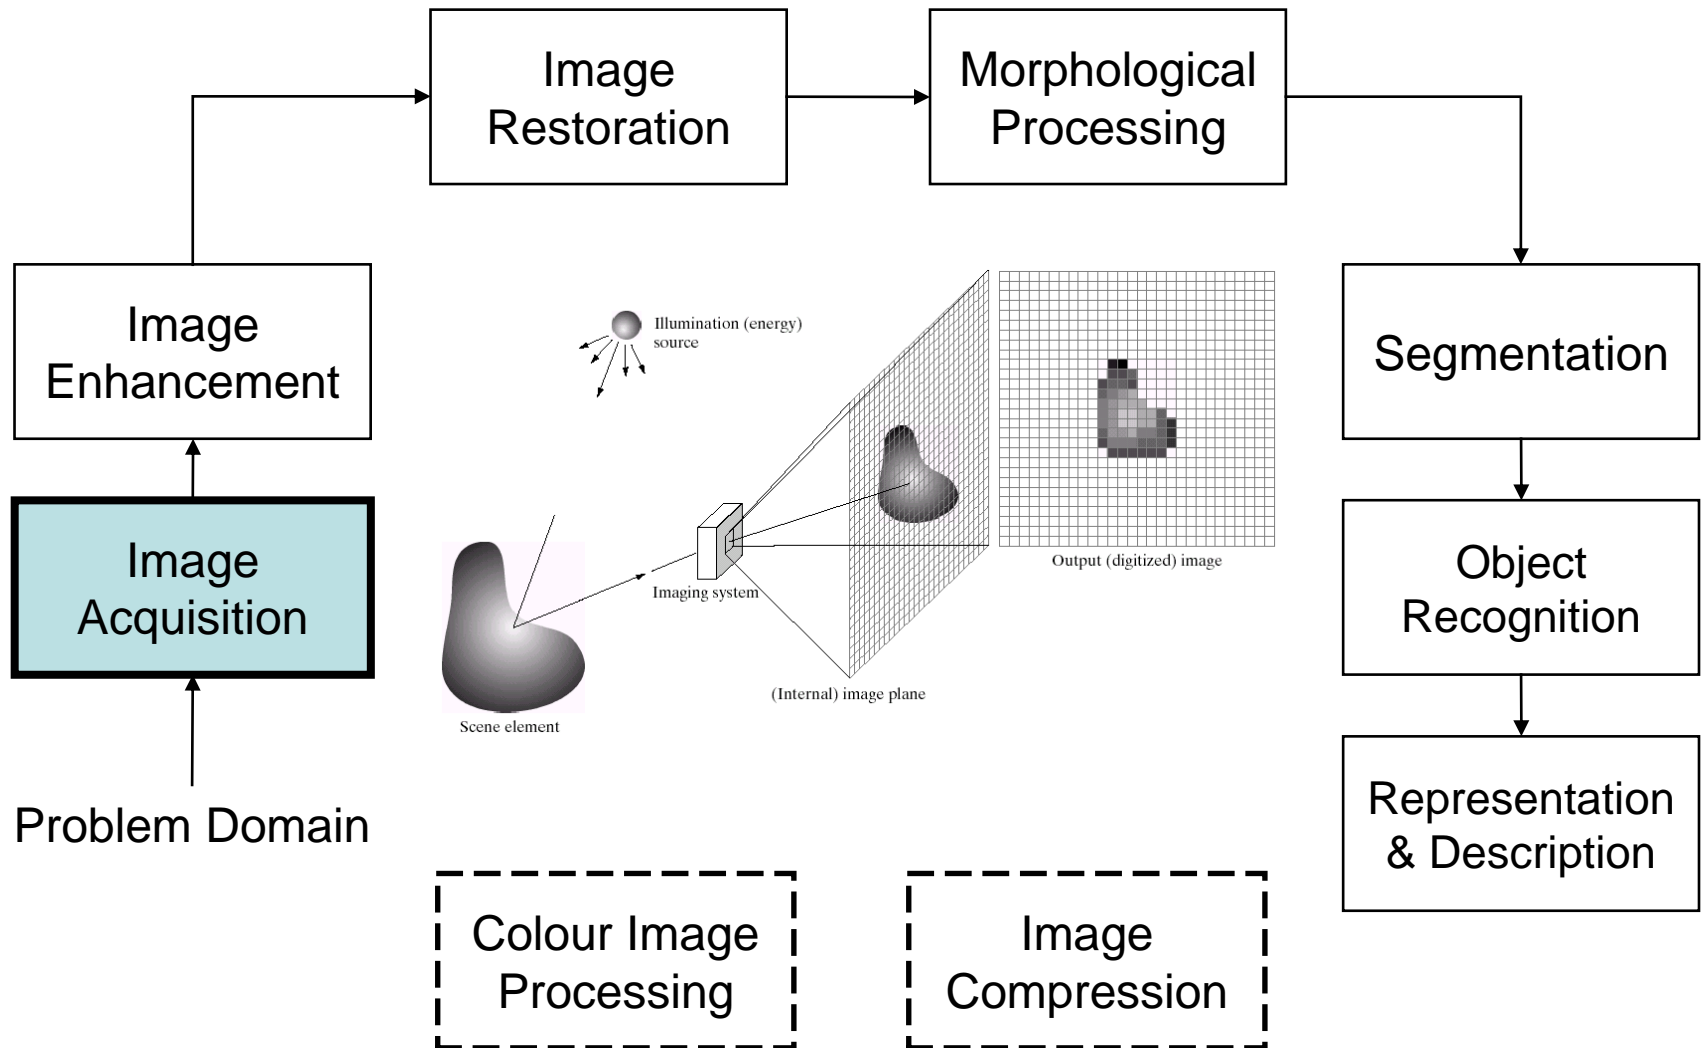 Image
Restoration
Morphological
Processing
Image
Enhancement
Illumination (energy)
source
Segmentation
Image
Acquisition
Imaging system
Output (digitized) image
Object
Recognition
(Internal) image plane
Scene element
Problem Domain
Representation
& Description
Colour Image
Processing
Image
Compression